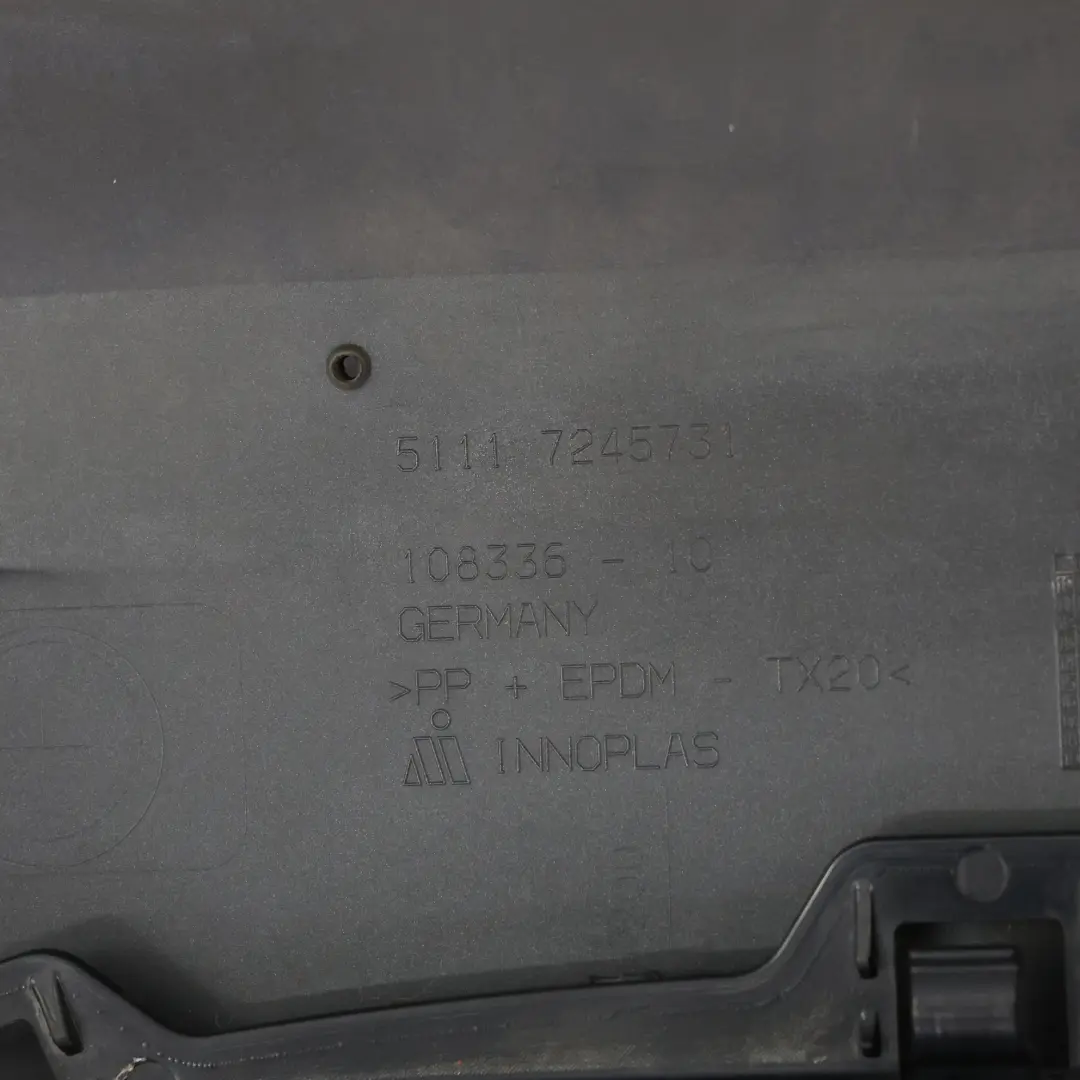 5111 7245731
108336 - 10
GERMANY
>PP + EPDM - TX20<
INNOPLAS